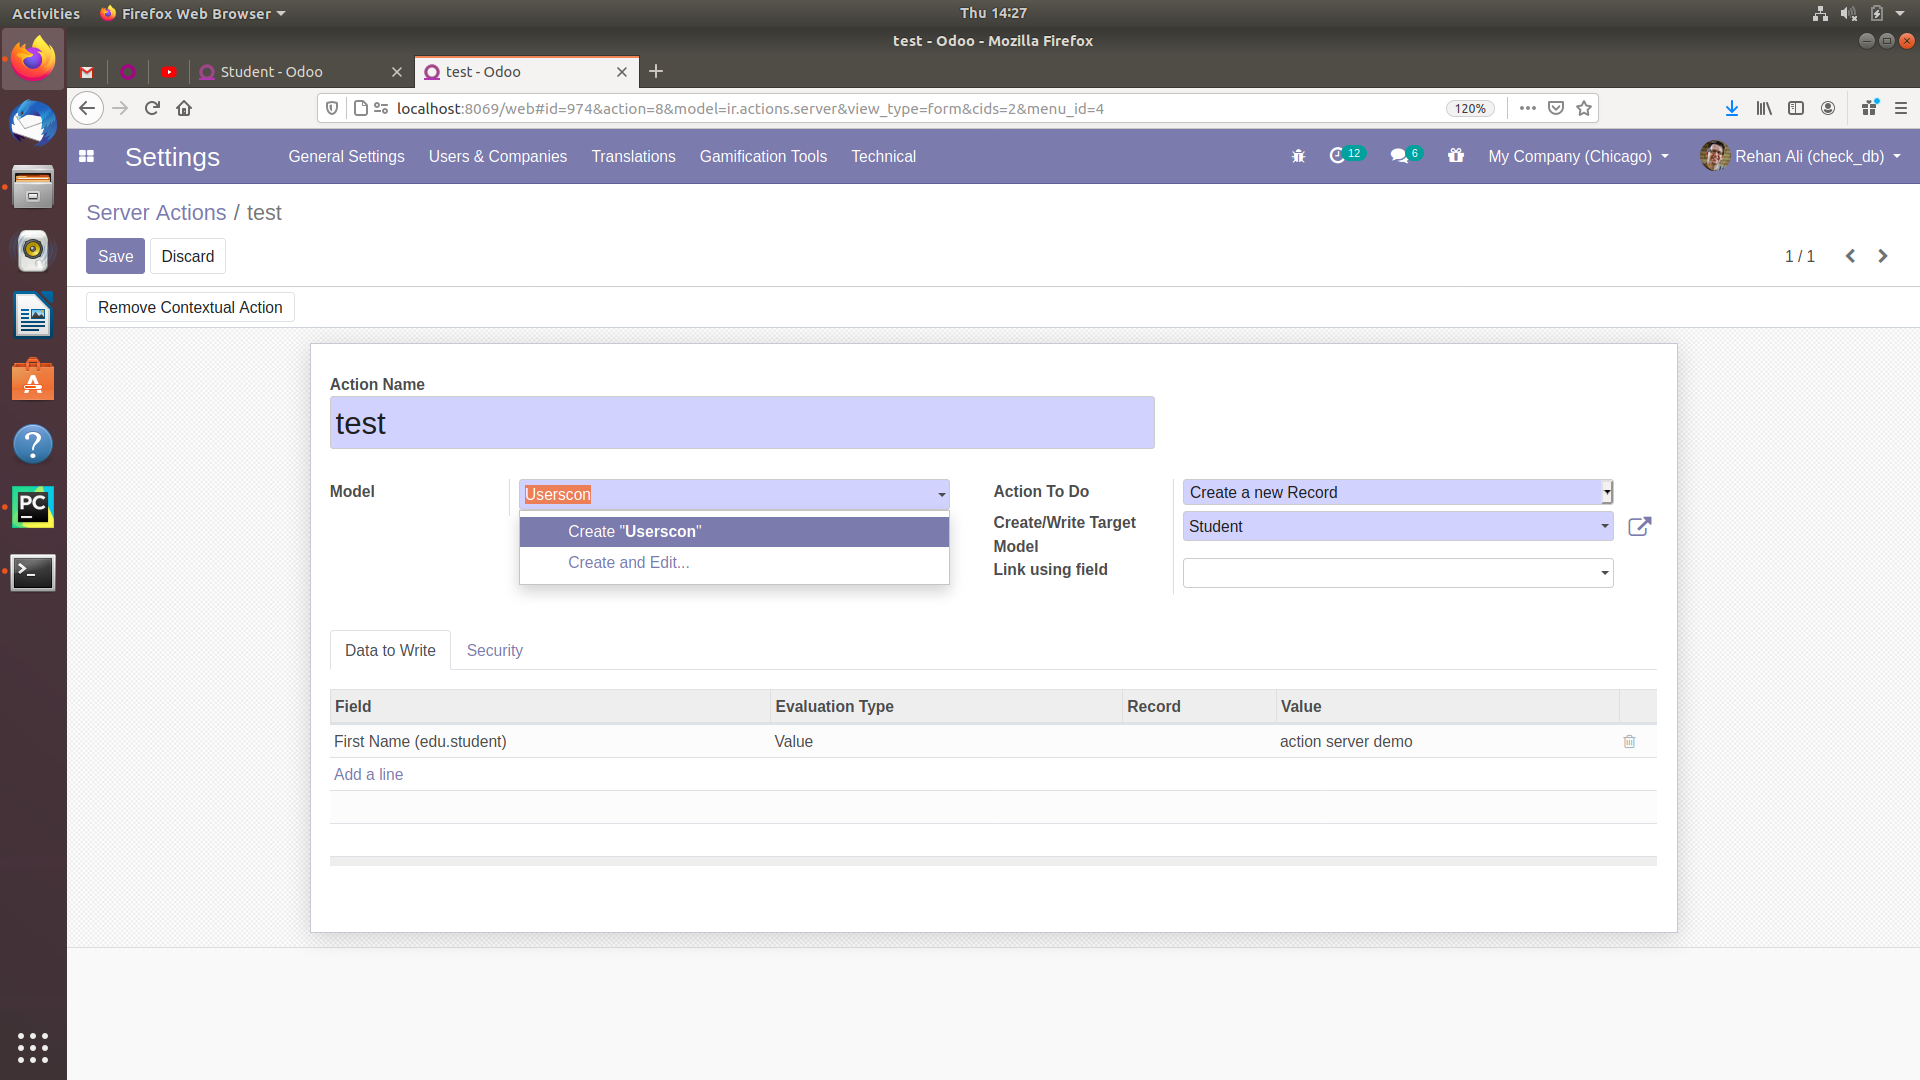 Activities
Firefox Web Browser
Thu 14:27
test - Odoo - Mozilla Firefox
Student - Odoo
test - Odoo
localhost:8069/web#id=974&action=8&model=ir.actions.server&view_type=form&cids=2&menu_id=4
120%
Settings
General Settings
Users & Companies
Translations
Gamification Tools
Technical
12
6
My Company (Chicago)
Rehan Ali (check_db)
Server Actions / test
Save
Discard
1 / 1
Remove Contextual Action
Action Name
test
Model
Userscon
Create "Userscon"
Create and Edit...
Action To Do
Create a new Record
Create/Write Target
Model
Student
Link using field
Data to Write
Security
Field
Evaluation Type
Record
Value
First Name (edu.student)
Value
action server demo
Add a line
PC